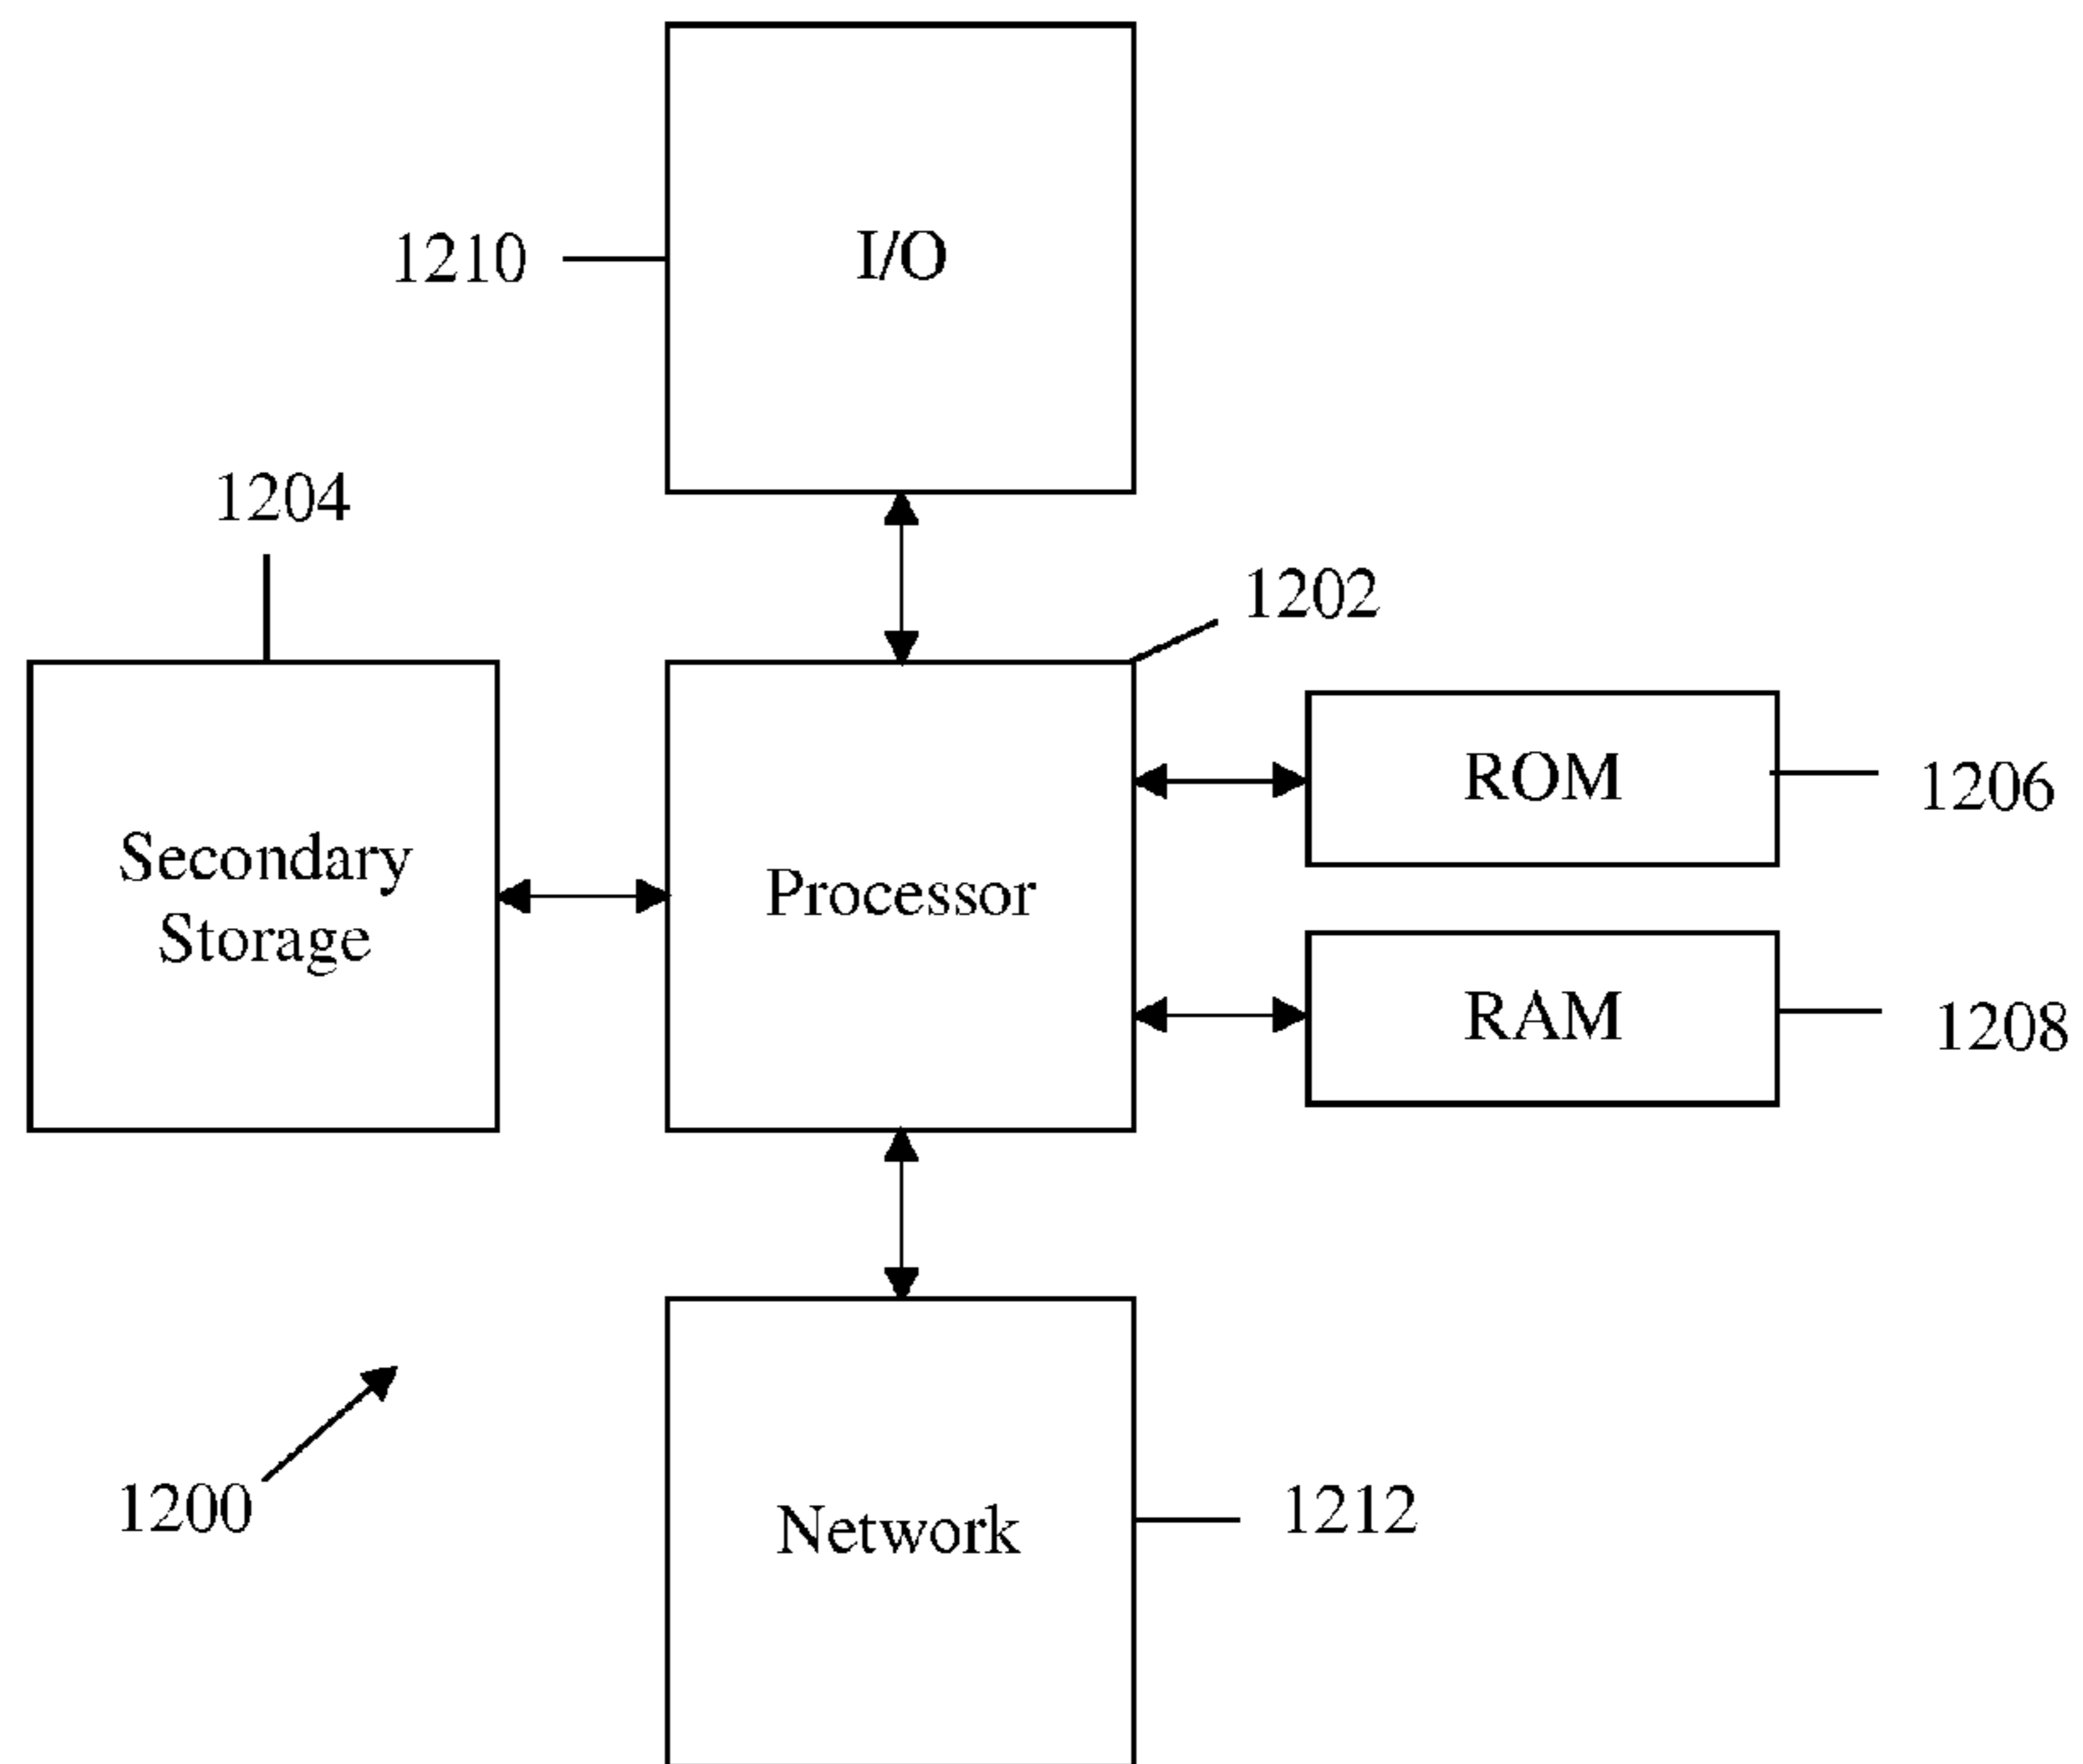 I/O
1210
1204
1202
ROM
1206
Secondary
Storage
Processor
RAM
1208
1200
Network
1212